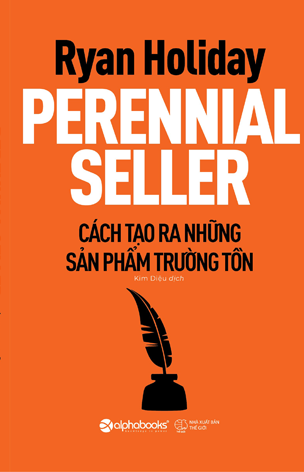 Ryan Holiday
PERENNIAL
SELLER
CÁCH TẠO RA NHỮNG
SẢN PHẨM TRƯỜNG TỒN
Kim Diệu dịch
alphabooks
NHÀ XUẤT BẢN
THẾ GIỚI